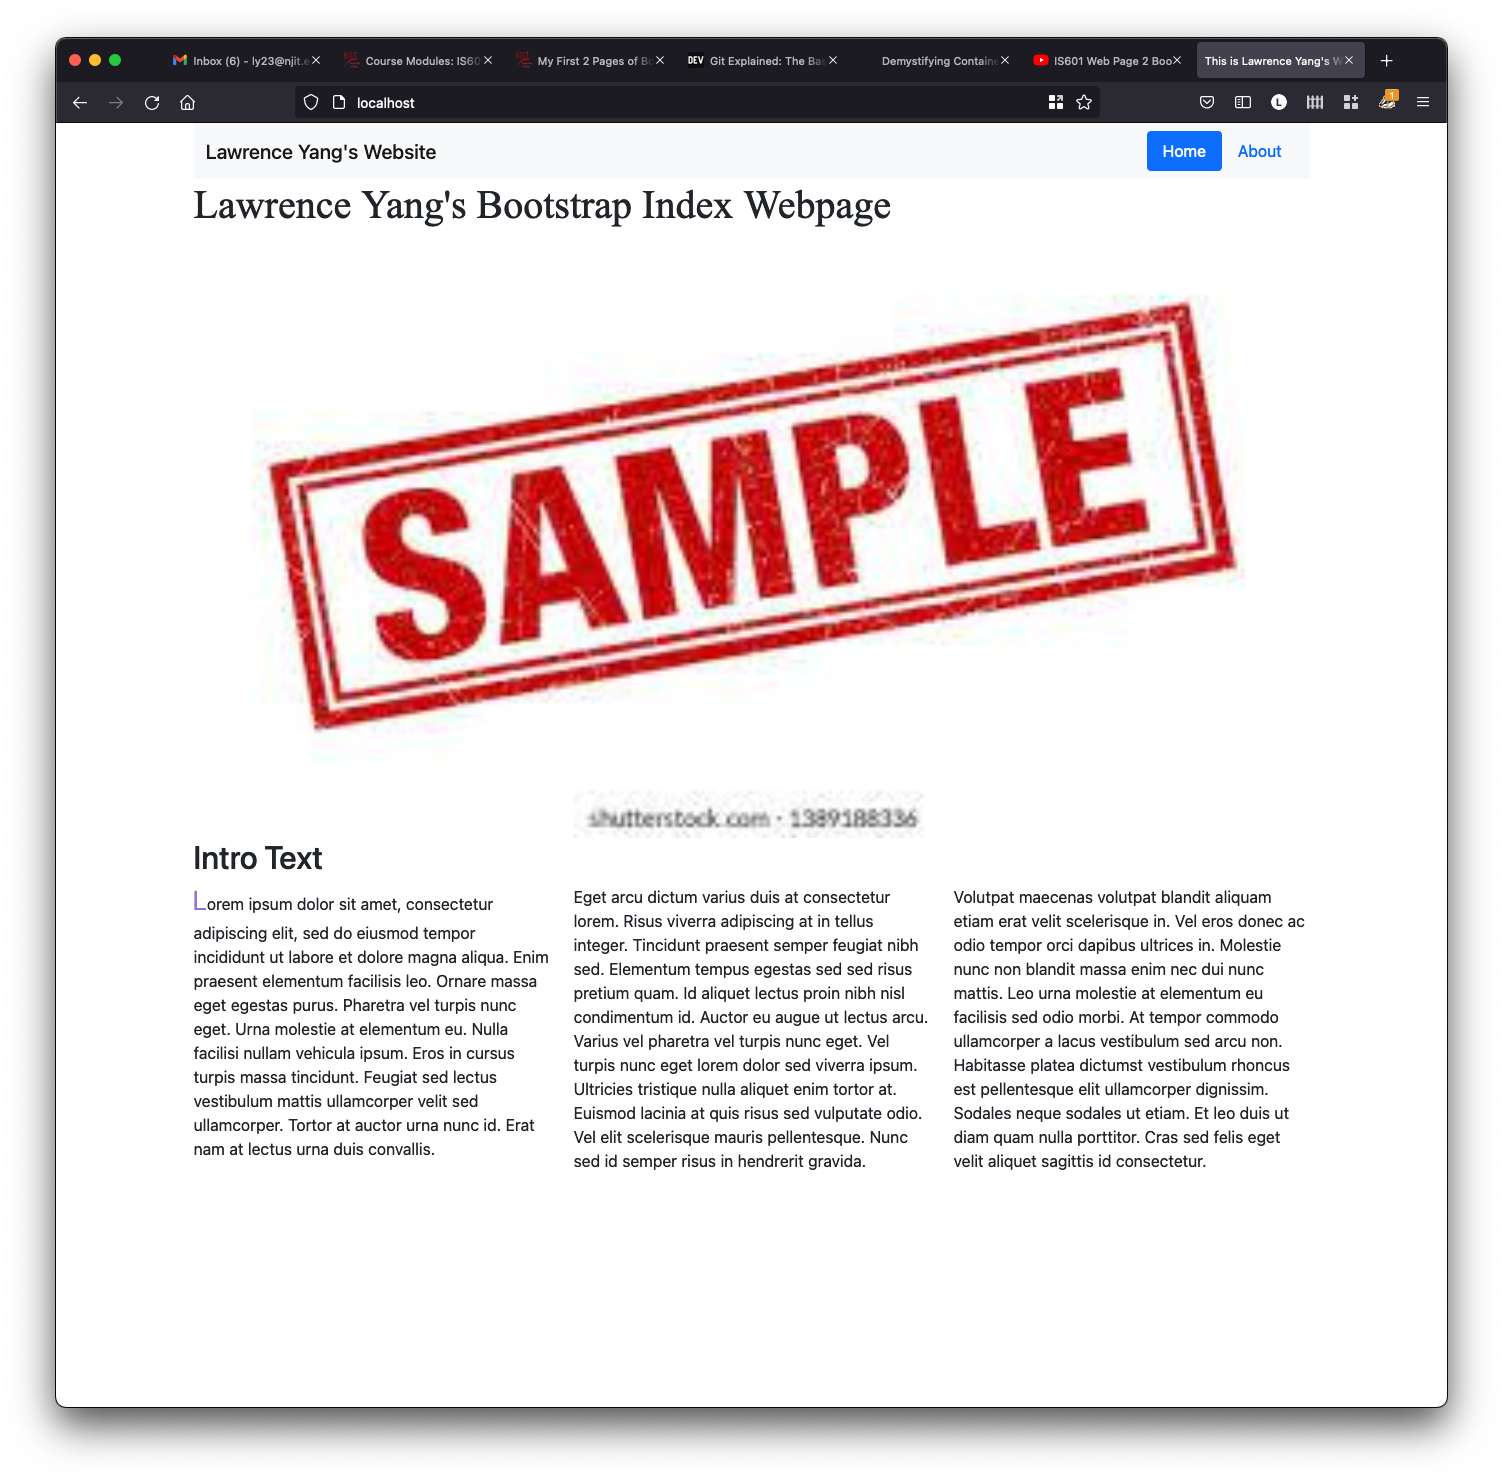 Inbox (6) - ly23@njit.e
Course Modules: IS60
My First 2 Pages of Bo
DEV Git Explained: The Bas
Demystifying Containe
IS601 Web Page 2 Boo
This is Lawrence Yang's W
localhost
L
1
Lawrence Yang's Website
Home
About
Lawrence Yang's Bootstrap Index Webpage
SAMPLE
shutterstock.com · 1389188336
Intro Text
Lorem ipsum dolor sit amet, consectetur
adipiscing elit, sed do eiusmod tempor
incididunt ut labore et dolore magna aliqua. Enim
praesent elementum facilisis leo. Ornare massa
eget egestas purus. Pharetra vel turpis nunc
eget. Urna molestie at elementum eu. Nulla
facilisi nullam vehicula ipsum. Eros in cursus
turpis massa tincidunt. Feugiat sed lectus
vestibulum mattis ullamcorper velit sed
ullamcorper. Tortor at auctor urna nunc id. Erat
nam at lectus urna duis convallis.
Eget arcu dictum varius duis at consectetur
lorem. Risus viverra adipiscing at in tellus
integer. Tincidunt praesent semper feugiat nibh
sed. Elementum tempus egestas sed sed risus
pretium quam. Id aliquet lectus proin nibh nisl
condimentum id. Auctor eu augue ut lectus arcu.
Varius vel pharetra vel turpis nunc eget. Vel
turpis nunc eget lorem dolor sed viverra ipsum.
Ultricies tristique nulla aliquet enim tortor at.
Euismod lacinia at quis risus sed vulputate odio.
Vel elit scelerisque mauris pellentesque. Nunc
sed id semper risus in hendrerit gravida.
Volutpat maecenas volutpat blandit aliquam
etiam erat velit scelerisque in. Vel eros donec ac
odio tempor orci dapibus ultrices in. Molestie
nunc non blandit massa enim nec dui nunc
mattis. Leo urna molestie at elementum eu
facilisis sed odio morbi. At tempor commodo
ullamcorper a lacus vestibulum sed arcu non.
Habitasse platea dictumst vestibulum rhoncus
est pellentesque elit ullamcorper dignissim.
Sodales neque sodales ut etiam. Et leo duis ut
diam quam nulla porttitor. Cras sed felis eget
velit aliquet sagittis id consectetur.